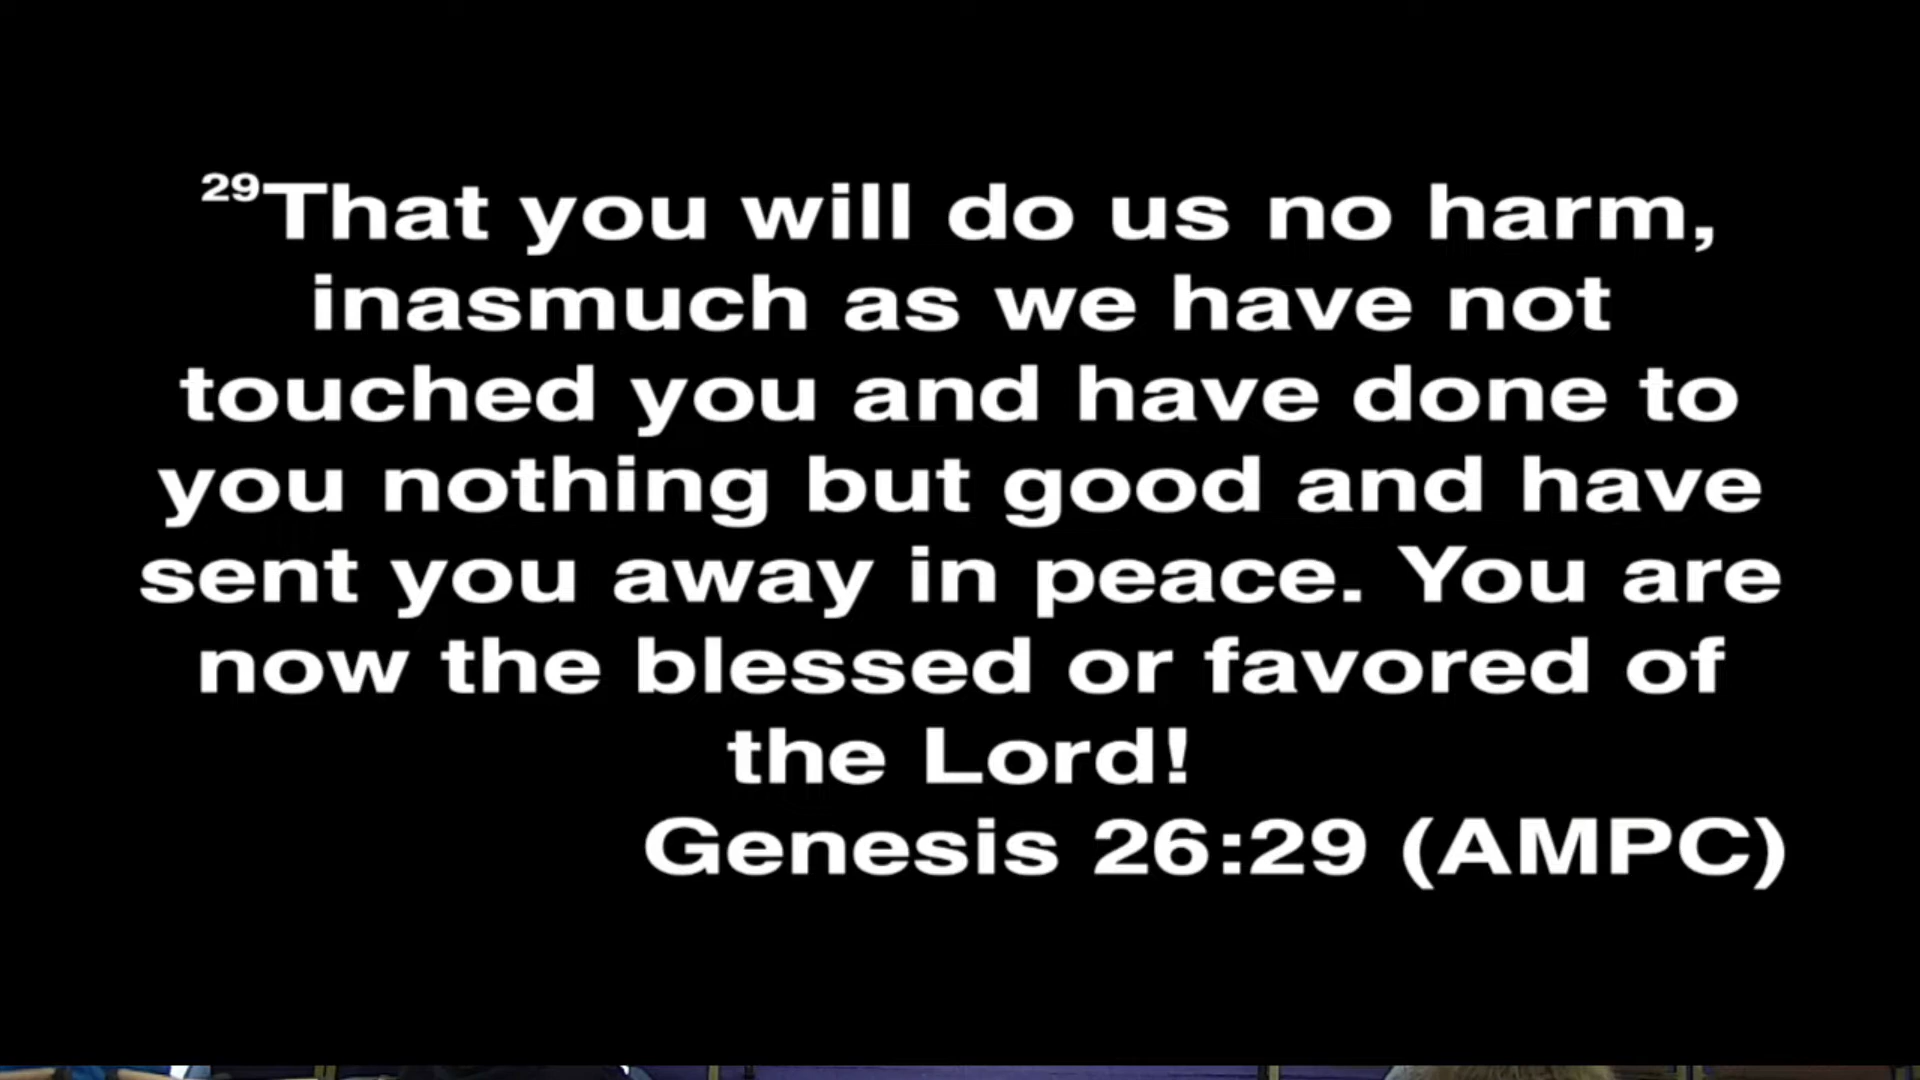 29That you will do us no harm,
inasmuch as we have not
touched you and have done to
you nothing but good and have
sent you away in peace. You are
now the blessed or favored of
the Lord!
Genesis 26:29 (AMPC)